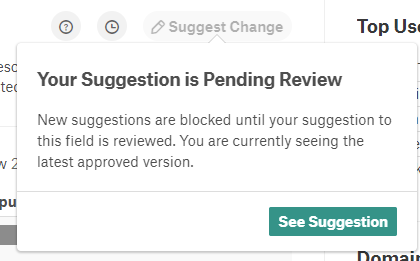 Suggest Change
Top Use
Your Suggestion is Pending Review
New suggestions are blocked until your suggestion to
this field is reviewed. You are currently seeing the
latest approved version.
See Suggestion
Domain